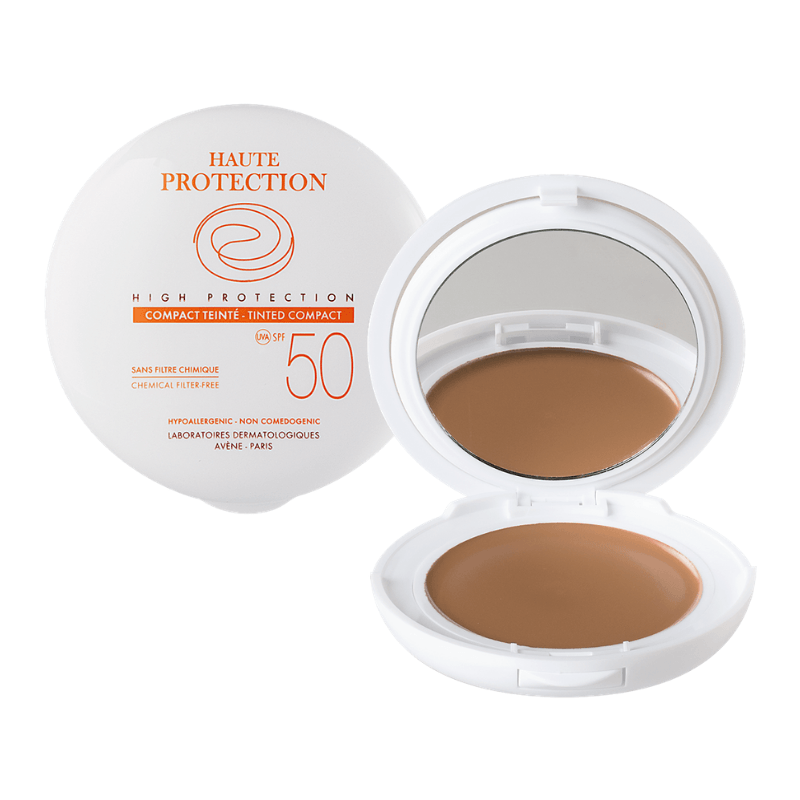 HAUTE
PROTECTION
HIGH PROTECTION
COMPACT TEINTÉ - TINTED COMPACT
UVA SPF 50
SANS FILTRE CHIMIQUE
CHEMICAL FILTER-FREE
HYPOALLERGENIC - NON COMEDOGENIC
LABORATOIRES DERMATOLOGIQUES
AVÈNE - PARIS